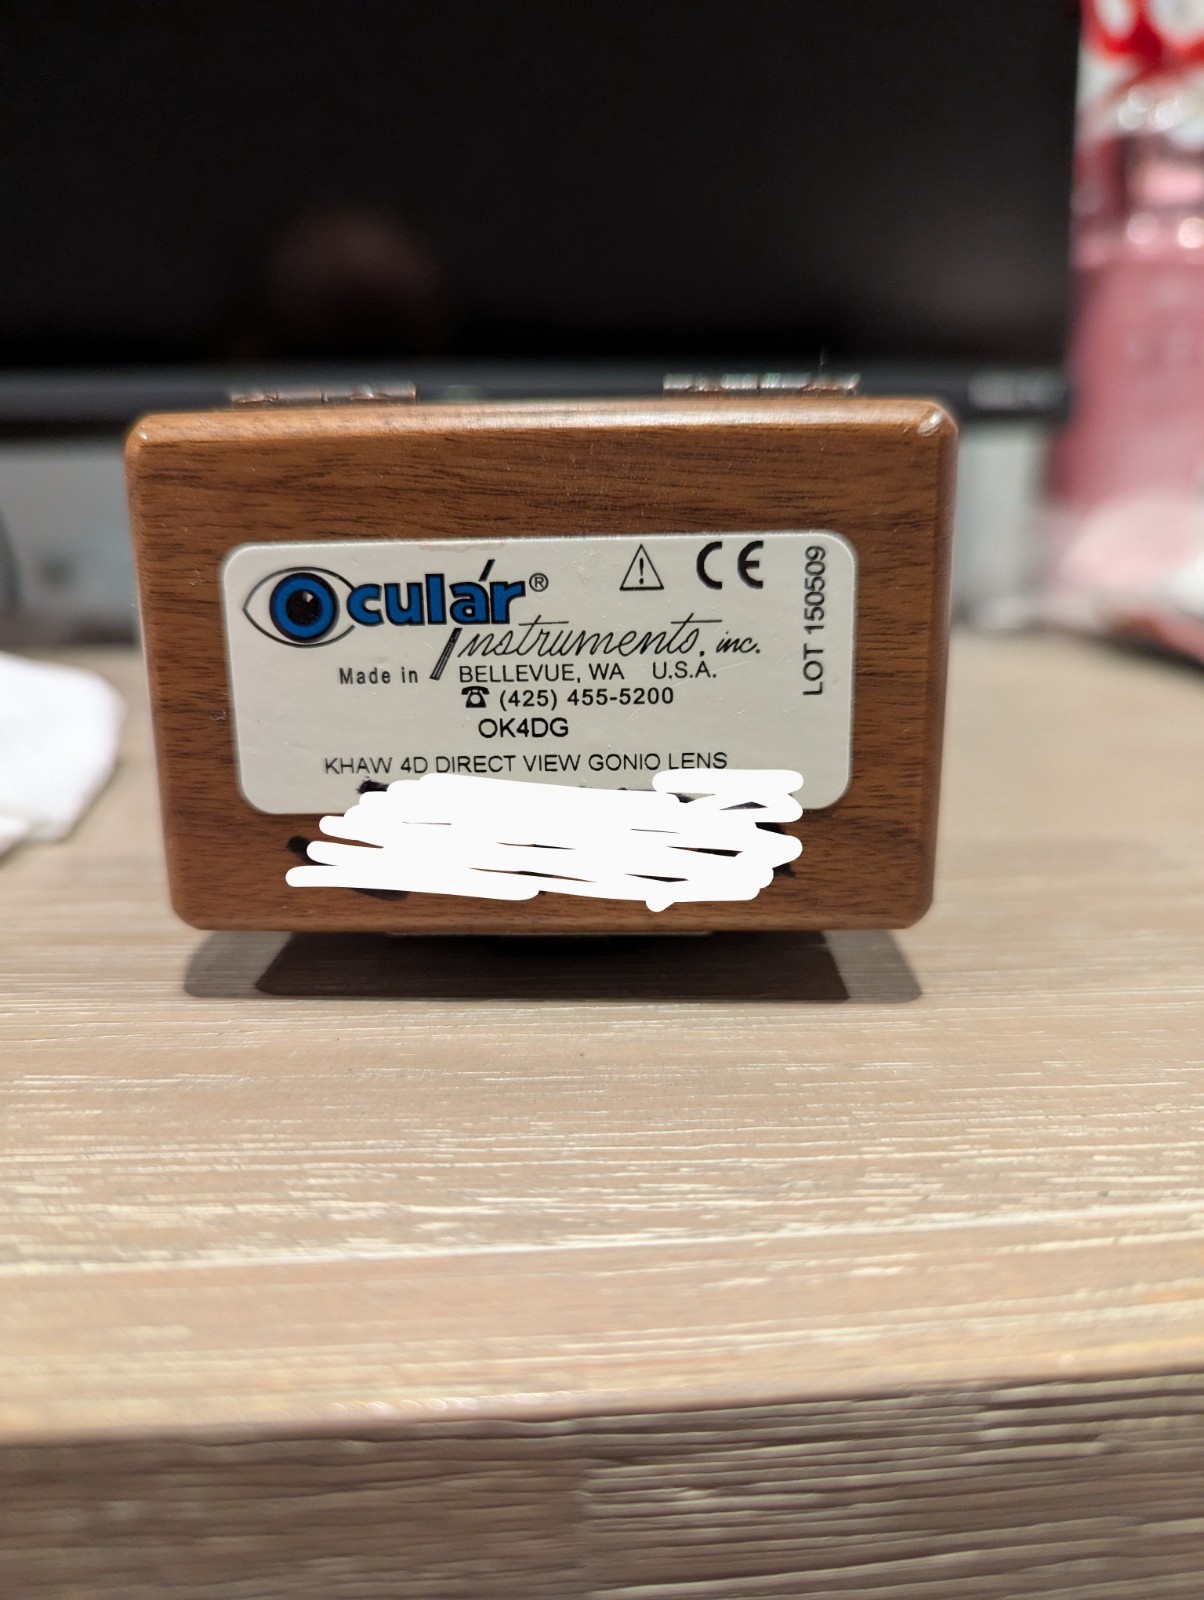 Ocular®
Instruments, inc.
Made in BELLEVUE, WA U.S.A.
☎ (425) 455-5200
OK4DG
KHAW 4D DIRECT VIEW GONIO LENS
CE
LOT 150509